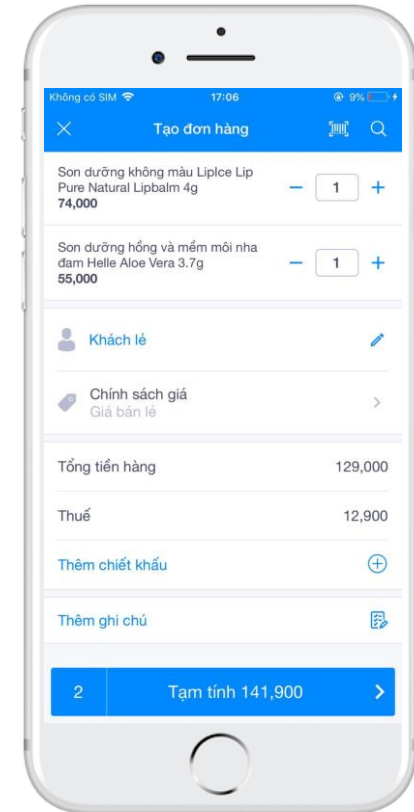 Không có SIM 17:06 9%
Tạo đơn hàng
Son dưỡng không màu LipIce Lip
Pure Natural Lipbalm 4g
74,000
1
Son dưỡng hồng và mềm môi nha
đam Helle Aloe Vera 3.7g
55,000
1
Khách lẻ
Chính sách giá
Giá bán lẻ
Tổng tiền hàng 129,000
Thuế 12,900
Thêm chiết khấu
Thêm ghi chú
2 Tạm tính 141,900